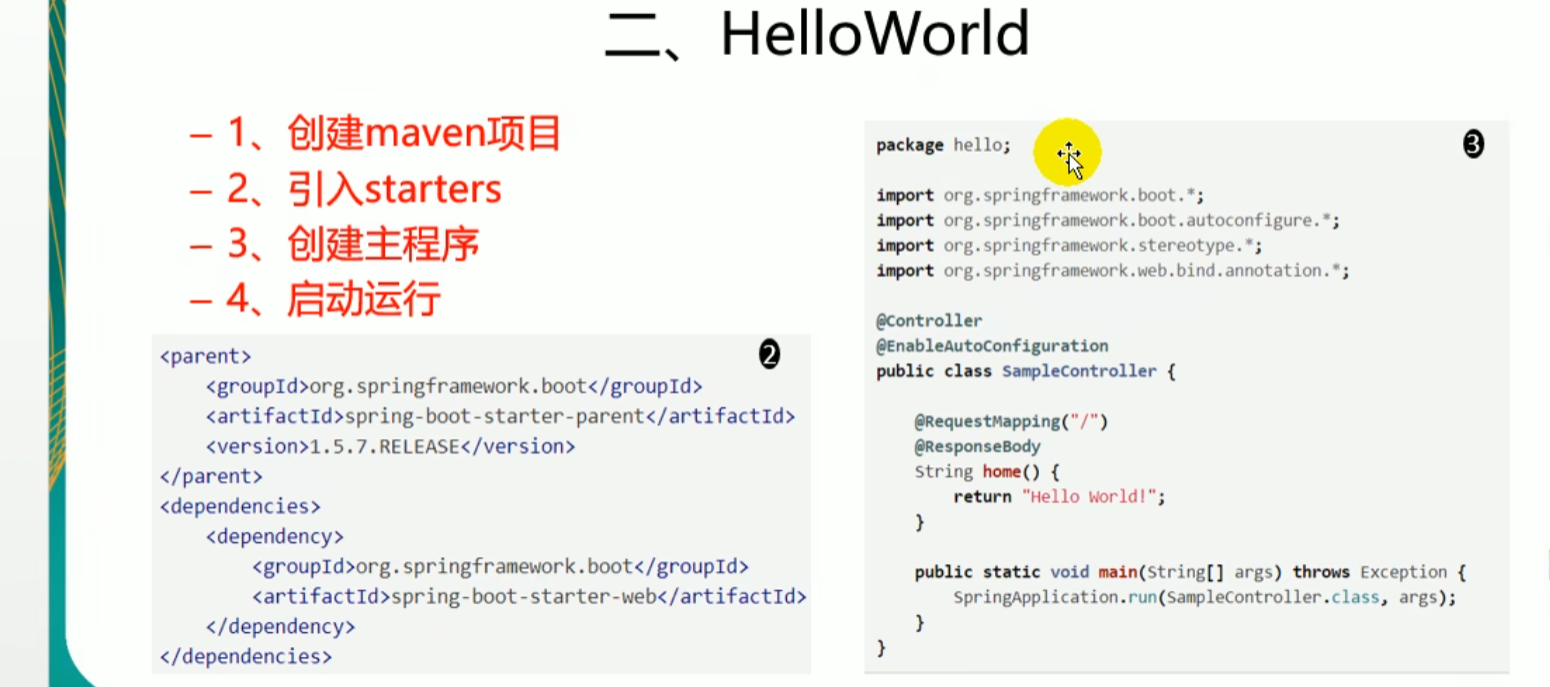 二、HelloWorld
– 1、创建maven项目
– 2、引入starters
– 3、创建主程序
– 4、启动运行
❷
<parent>
    <groupId>org.springframework.boot</groupId>
    <artifactId>spring-boot-starter-parent</artifactId>
    <version>1.5.7.RELEASE</version>
</parent>
<dependencies>
    <dependency>
        <groupId>org.springframework.boot</groupId>
        <artifactId>spring-boot-starter-web</artifactId>
    </dependency>
</dependencies>
❸
package hello;
import org.springframework.boot.*;
import org.springframework.boot.autoconfigure.*;
import org.springframework.stereotype.*;
import org.springframework.web.bind.annotation.*;
@Controller
@EnableAutoConfiguration
public class SampleController {
    @RequestMapping("/")
    @ResponseBody
    String home() {
        return "Hello World!";
    }
    public static void main(String[] args) throws Exception {
        SpringApplication.run(SampleController.class, args);
    }
}